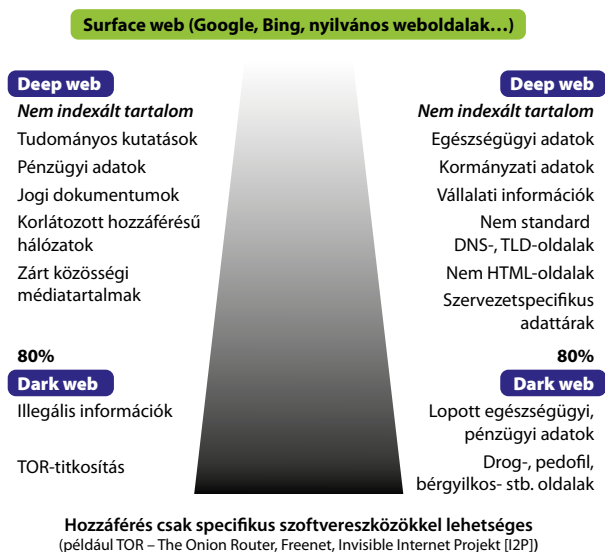 Surface web (Google, Bing, nyilvános weboldalak…)
Deep web
Nem indexált tartalom
Tudományos kutatások
Pénzügyi adatok
Jogi dokumentumok
Korlátozott hozzáférésű
hálózatok
Zárt közösségi
médiatartalmak
80%
Dark web
Illegális információk
TOR-titkosítás
Deep web
Nem indexált tartalom
Egészségügyi adatok
Kormányzati adatok
Vállalati információk
Nem standard
DNS-, TLD-oldalak
Nem HTML-oldalak
Szervezetspecifikus
adattárak
80%
Dark web
Lopott egészségügyi,
pénzügyi adatok
Drog-, pedofil,
bérgyilkos- stb. oldalak
Hozzáférés csak specifikus szoftvereszközökkel lehetséges
(például TOR – The Onion Router, Freenet, Invisible Internet Projekt [I2P])